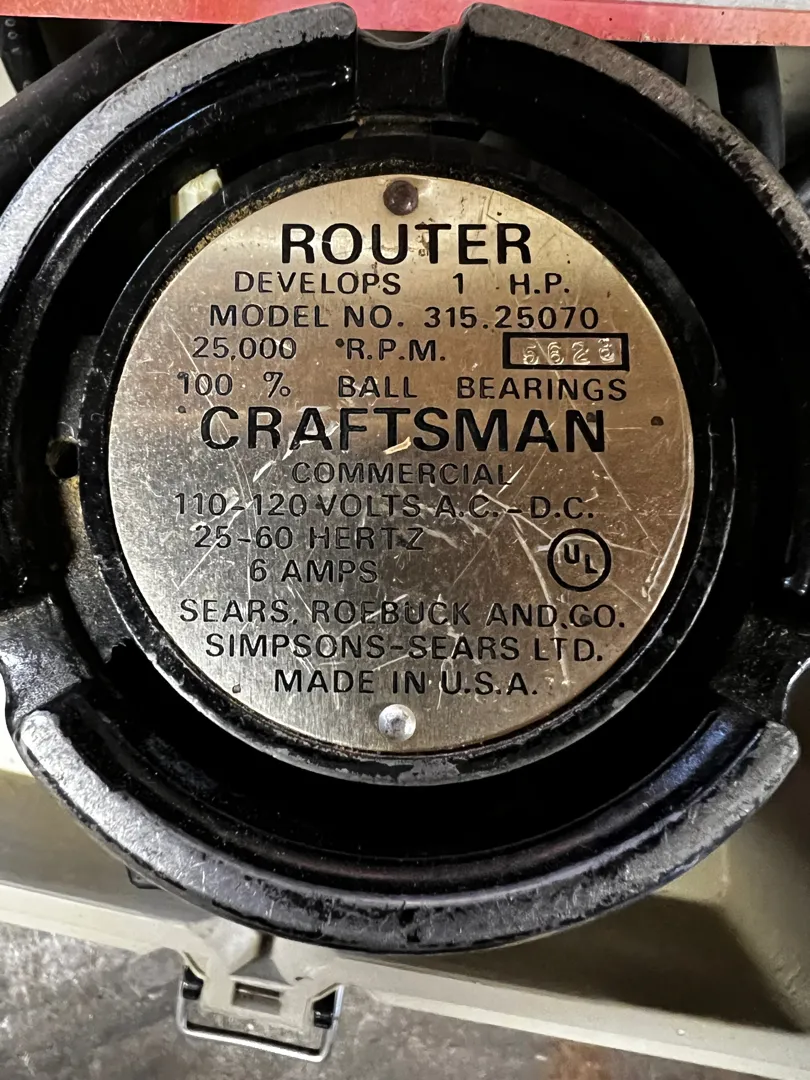 ROUTER
DEVELOPS 1 H.P.
MODEL NO. 315.25070
25,000 R.P.M.
100 % BALL BEARINGS
CRAFTSMAN
COMMERCIAL
110-120 VOLTS A.C.-D.C.
25-60 HERTZ
6 AMPS
UL
SEARS, ROEBUCK AND CO.
SIMPSONS-SEARS LTD.
MADE IN U.S.A.